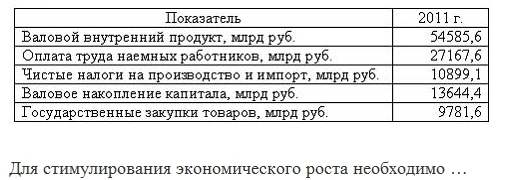 Показатель 2011 г.
Валовой внутренний продукт, млрд руб. 54585,6
Оплата труда наемных работников, млрд руб. 27167,6
Чистые налоги на производство и импорт, млрд руб. 10899,1
Валовое накопление капитала, млрд руб. 13644,4
Государственные закупки товаров, млрд руб. 9781,6
Для стимулирования экономического роста необходимо …